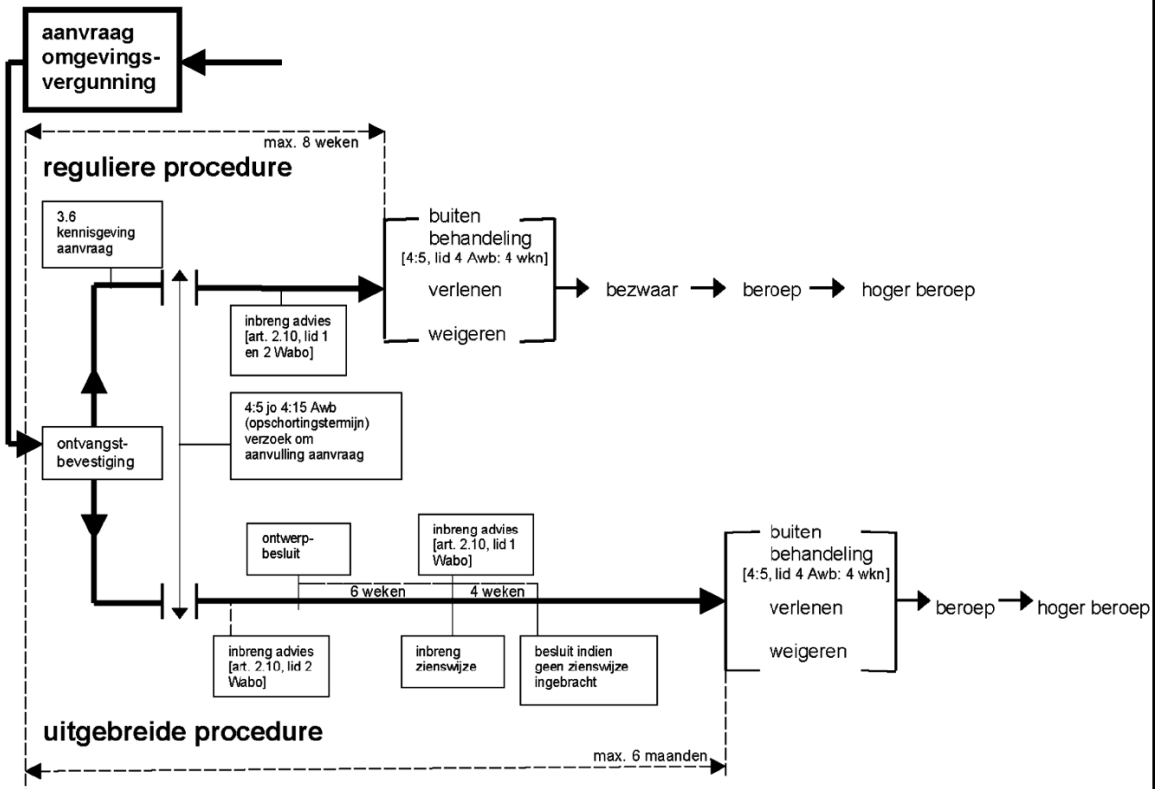 aanvraag
omgevings-
vergunning
max. 8 weken
reguliere procedure
3.6
kennisgeving
aanvraag
buiten
behandeling
[4:5, lid 4 Awb: 4 wkn]
verlenen
weigeren
bezwaar
beroep
hoger beroep
inbreng advies
[art. 2.10, lid 1
en 2 Wabo]
4:5 jo 4:15 Awb
(opschortingstermijn)
verzoek om
aanvulling aanvraag
ontvangst-
bevestiging
ontwerp-
besluit
inbreng advies
[art. 2.10, lid 1
Wabo]
6 weken
4 weken
buiten
behandeling
[4:5, lid 4 Awb: 4 wkn]
verlenen
weigeren
beroep
hoger beroep
inbreng advies
[art. 2.10, lid 2
Wabo]
inbreng
zienswijze
besluit indien
geen zienswijze
ingebracht
uitgebreide procedure
max. 6 maanden